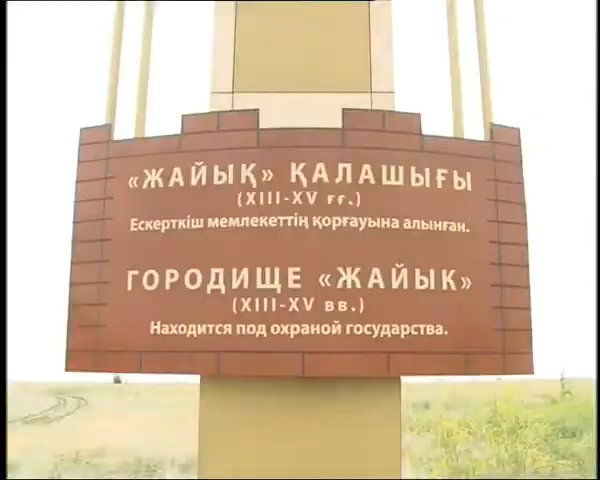 «ЖАЙЫҚ» ҚАЛАШЫҒЫ
(XIII-XV ғғ.)
Ескерткіш мемлекеттің қорғауына алынған.
ГОРОДИЩЕ «ЖАЙЫК»
(XIII-XV вв.)
Находится под охраной государства.